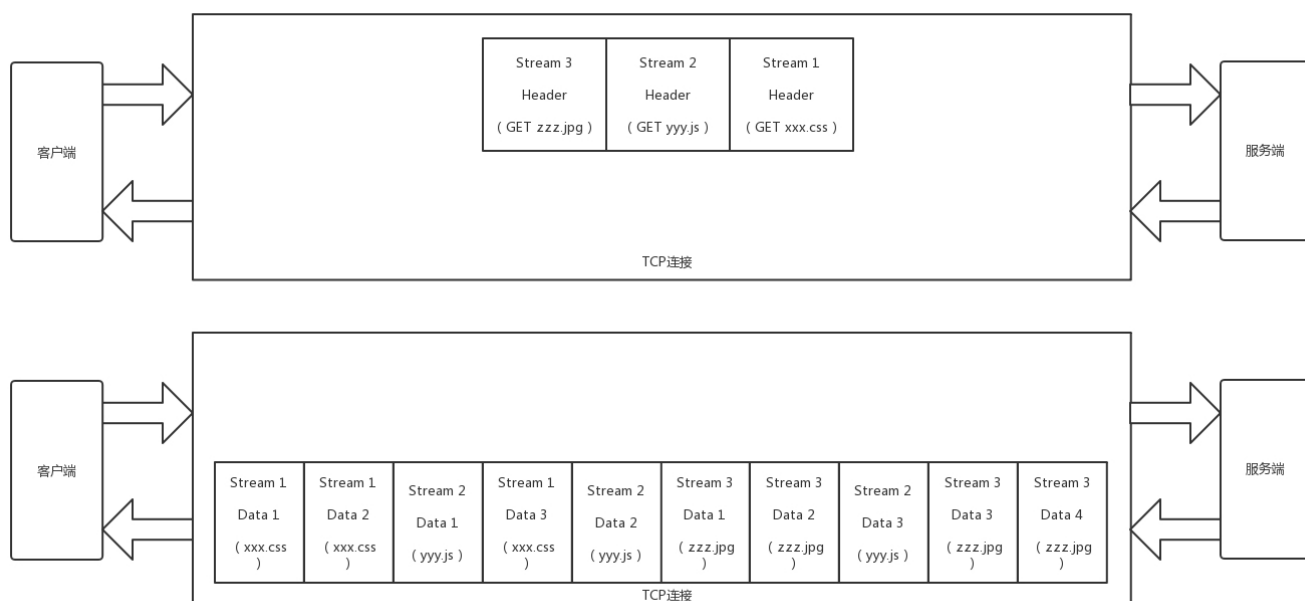 客户端
Stream 3
Header
( GET zzz.jpg )
Stream 2
Header
( GET yyy.js )
Stream 1
Header
( GET xxx.css )
服务端
TCP连接
客户端
Stream 1
Data 1
( xxx.css
)
Stream 1
Data 2
( xxx.css
)
Stream 2
Data 1
( yyy.js )
Stream 1
Data 3
( xxx.css
)
Stream 2
Data 2
( yyy.js )
Stream 3
Data 1
( zzz.jpg
)
Stream 3
Data 2
( zzz.jpg
)
Stream 2
Data 3
( yyy.js )
Stream 3
Data 3
( zzz.jpg
)
Stream 3
Data 4
( zzz.jpg
)
服务端
TCP连接